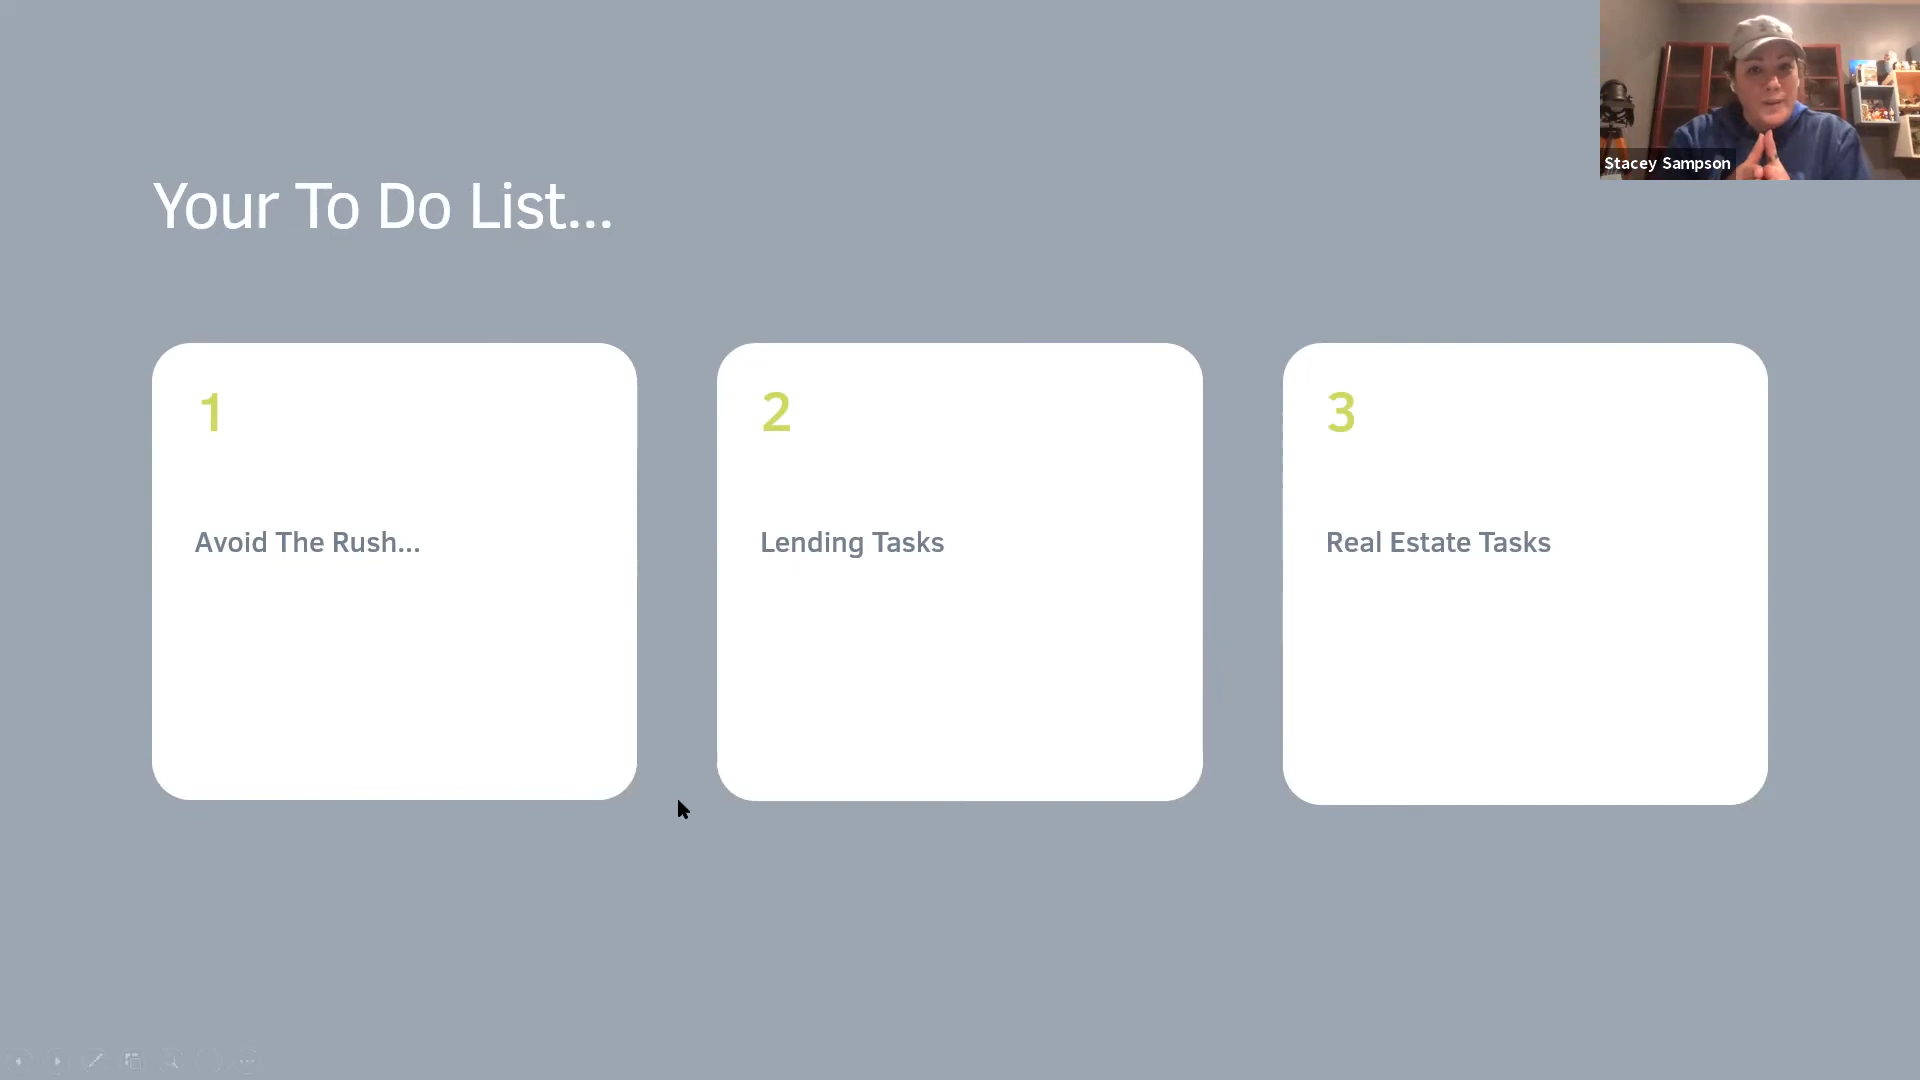 Stacey Sampson
Your To Do List...
1
Avoid The Rush...
2
Lending Tasks
3
Real Estate Tasks